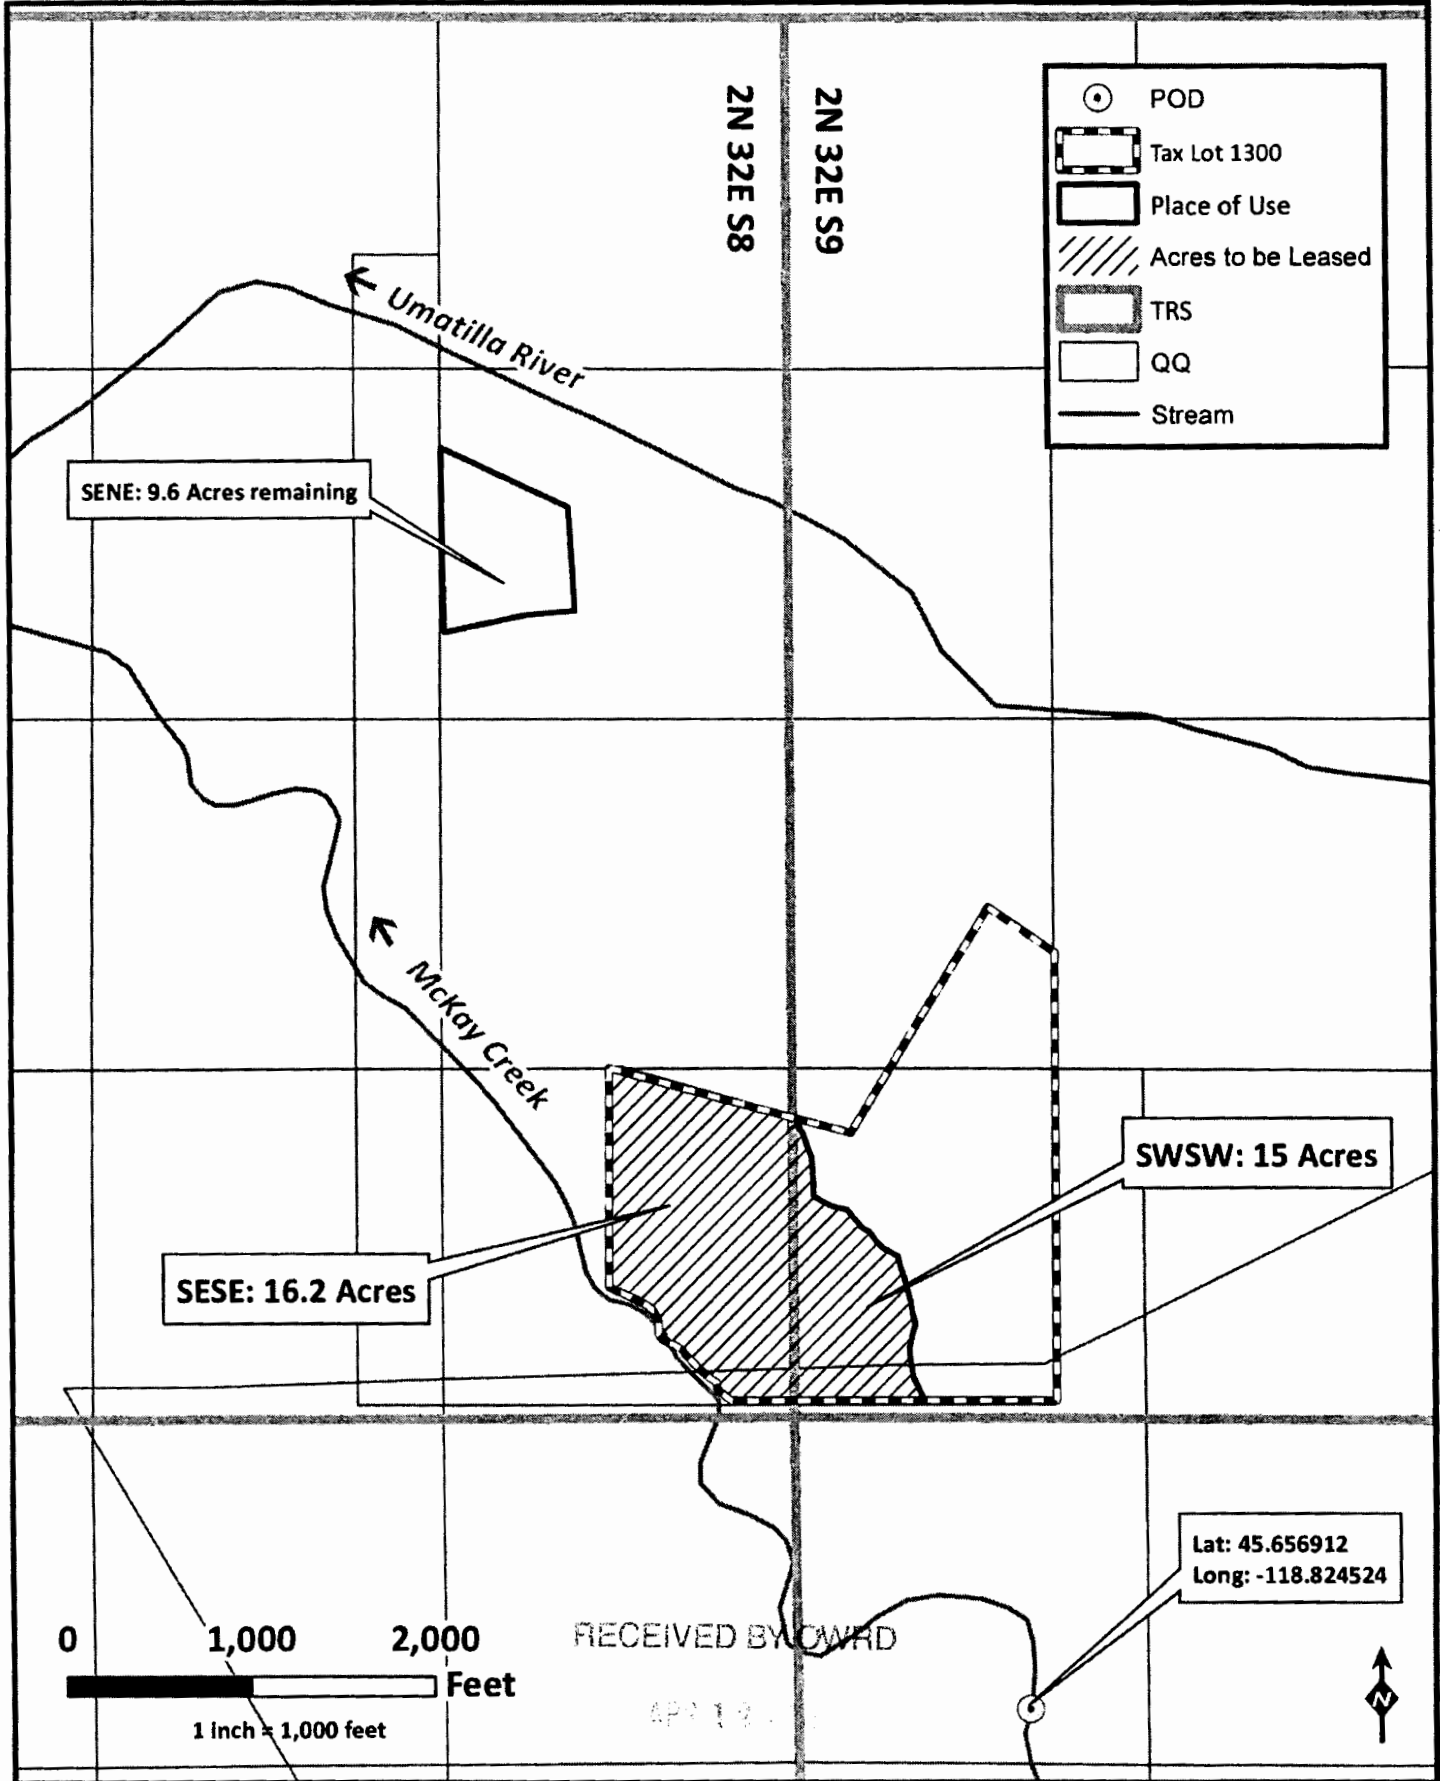 2N 32E S8
2N 32E S9
POD
Tax Lot 1300
Place of Use
Acres to be Leased
TRS
QQ
Stream
Umatilla River
SENE: 9.6 Acres remaining
McKay Creek
SWSW: 15 Acres
SESE: 16.2 Acres
Lat: 45.656912
Long: -118.824524
0 1,000 2,000
Feet
1 inch = 1,000 feet
RECEIVED BY OWRD
N